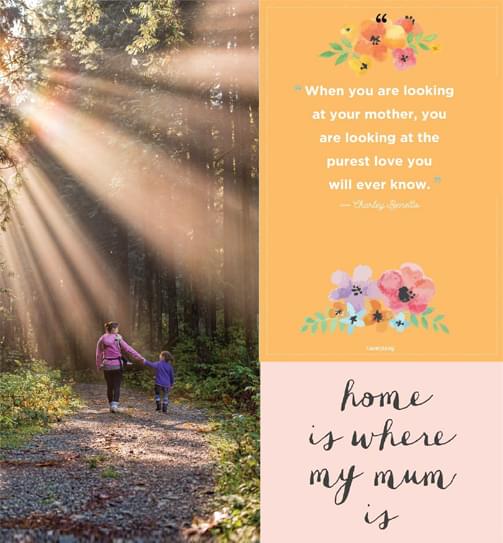 “ When you are looking
at your mother, you
are looking at the
purest love you
will ever know. ”
— Charley Benetto
home
is where
my mum
is